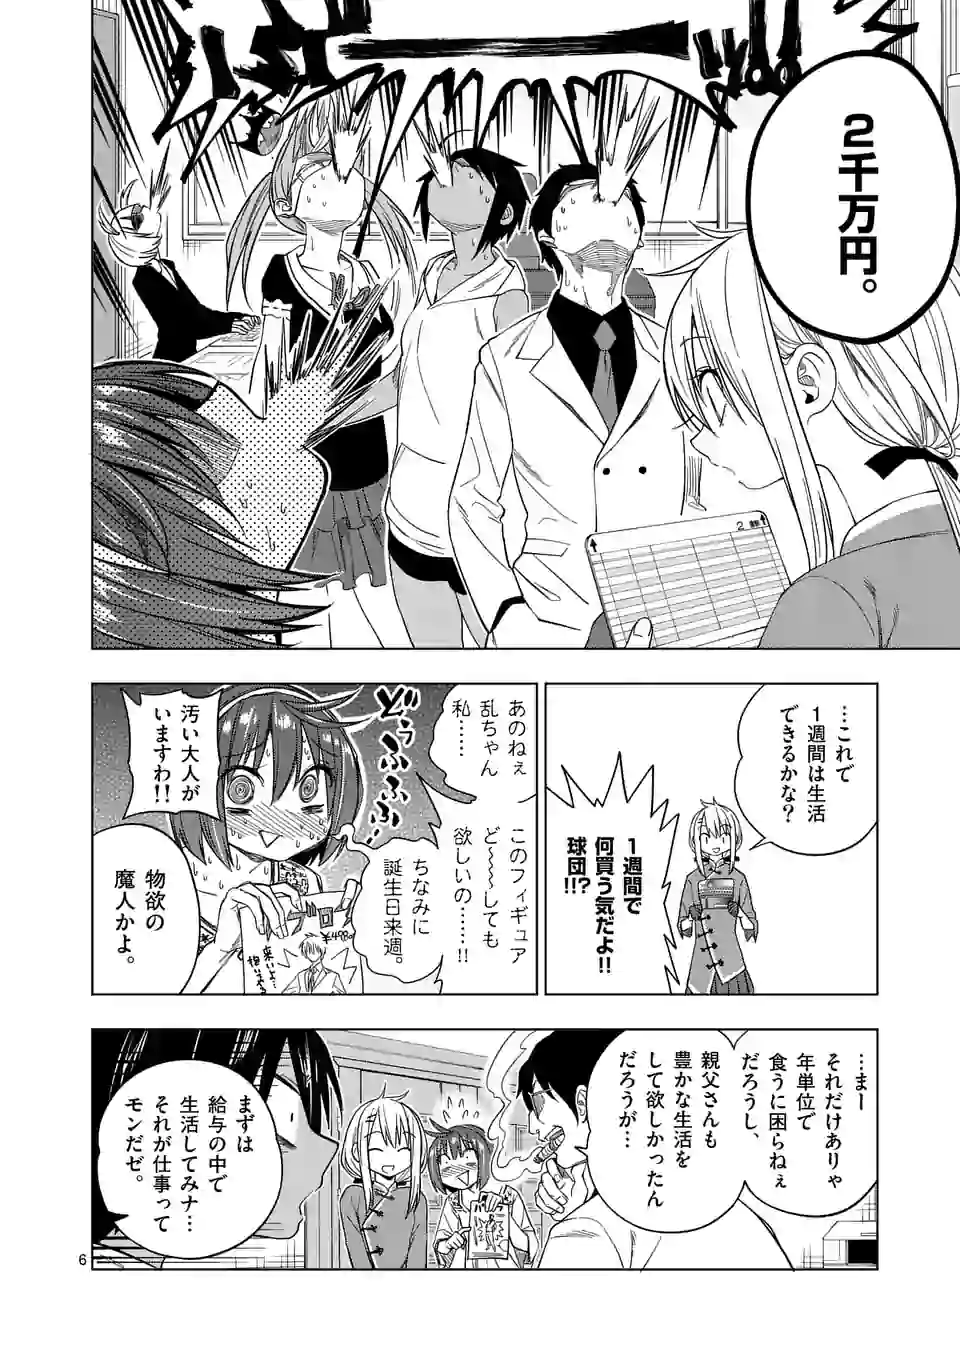 2千万円。
2
…これで
1週間は生活
できるかな?
1週間で
何買う気だよ!!
球団!!?
あのねぇ
乱ちゃん
私……
このフィギュア
ど〜〜〜しても
欲しいの……!!
どぅふふふふ…!
ちなみに
誕生日来週。
¥4980
汚い大人が
いますわ!!
物欲の
魔人かよ。
…まー
それだけありゃ
年単位で
食うに困らねぇ
だろうし、
親父さんも
豊かな生活を
して欲しかったん
だろうが…
まずは
給与の中で
生活してみナ…
それが仕事って
モンだゼ。
6